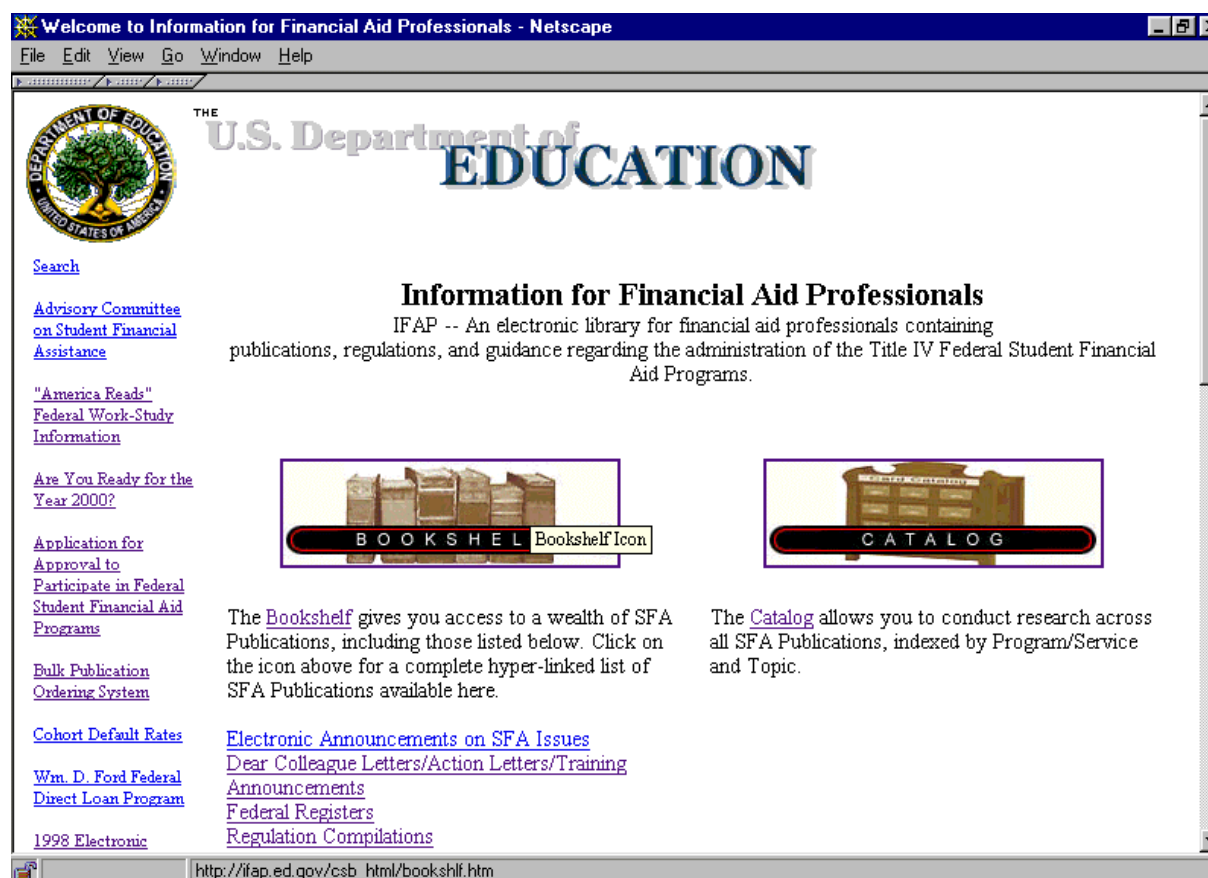 Welcome to Information for Financial Aid Professionals - Netscape
File Edit View Go Window Help
DEPARTMENT OF EDUCATION
UNITED STATES OF AMERICA
THE
U.S. Department of
EDUCATION
Search
Advisory Committee
on Student Financial
Assistance
"America Reads"
Federal Work-Study
Information
Are You Ready for the
Year 2000?
Application for
Approval to
Participate in Federal
Student Financial Aid
Programs
Bulk Publication
Ordering System
Cohort Default Rates
Wm. D. Ford Federal
Direct Loan Program
1998 Electronic
Information for Financial Aid Professionals
IFAP -- An electronic library for financial aid professionals containing
publications, regulations, and guidance regarding the administration of the Title IV Federal Student Financial
Aid Programs.
BOOKSHEL
Bookshelf Icon
Card Catalog
CATALOG
The Bookshelf gives you access to a wealth of SFA
Publications, including those listed below. Click on
the icon above for a complete hyper-linked list of
SFA Publications available here.
The Catalog allows you to conduct research across
all SFA Publications, indexed by Program/Service
and Topic.
Electronic Announcements on SFA Issues
Dear Colleague Letters/Action Letters/Training
Announcements
Federal Registers
Regulation Compilations
http://ifap.ed.gov/csb_html/bookshlf.htm